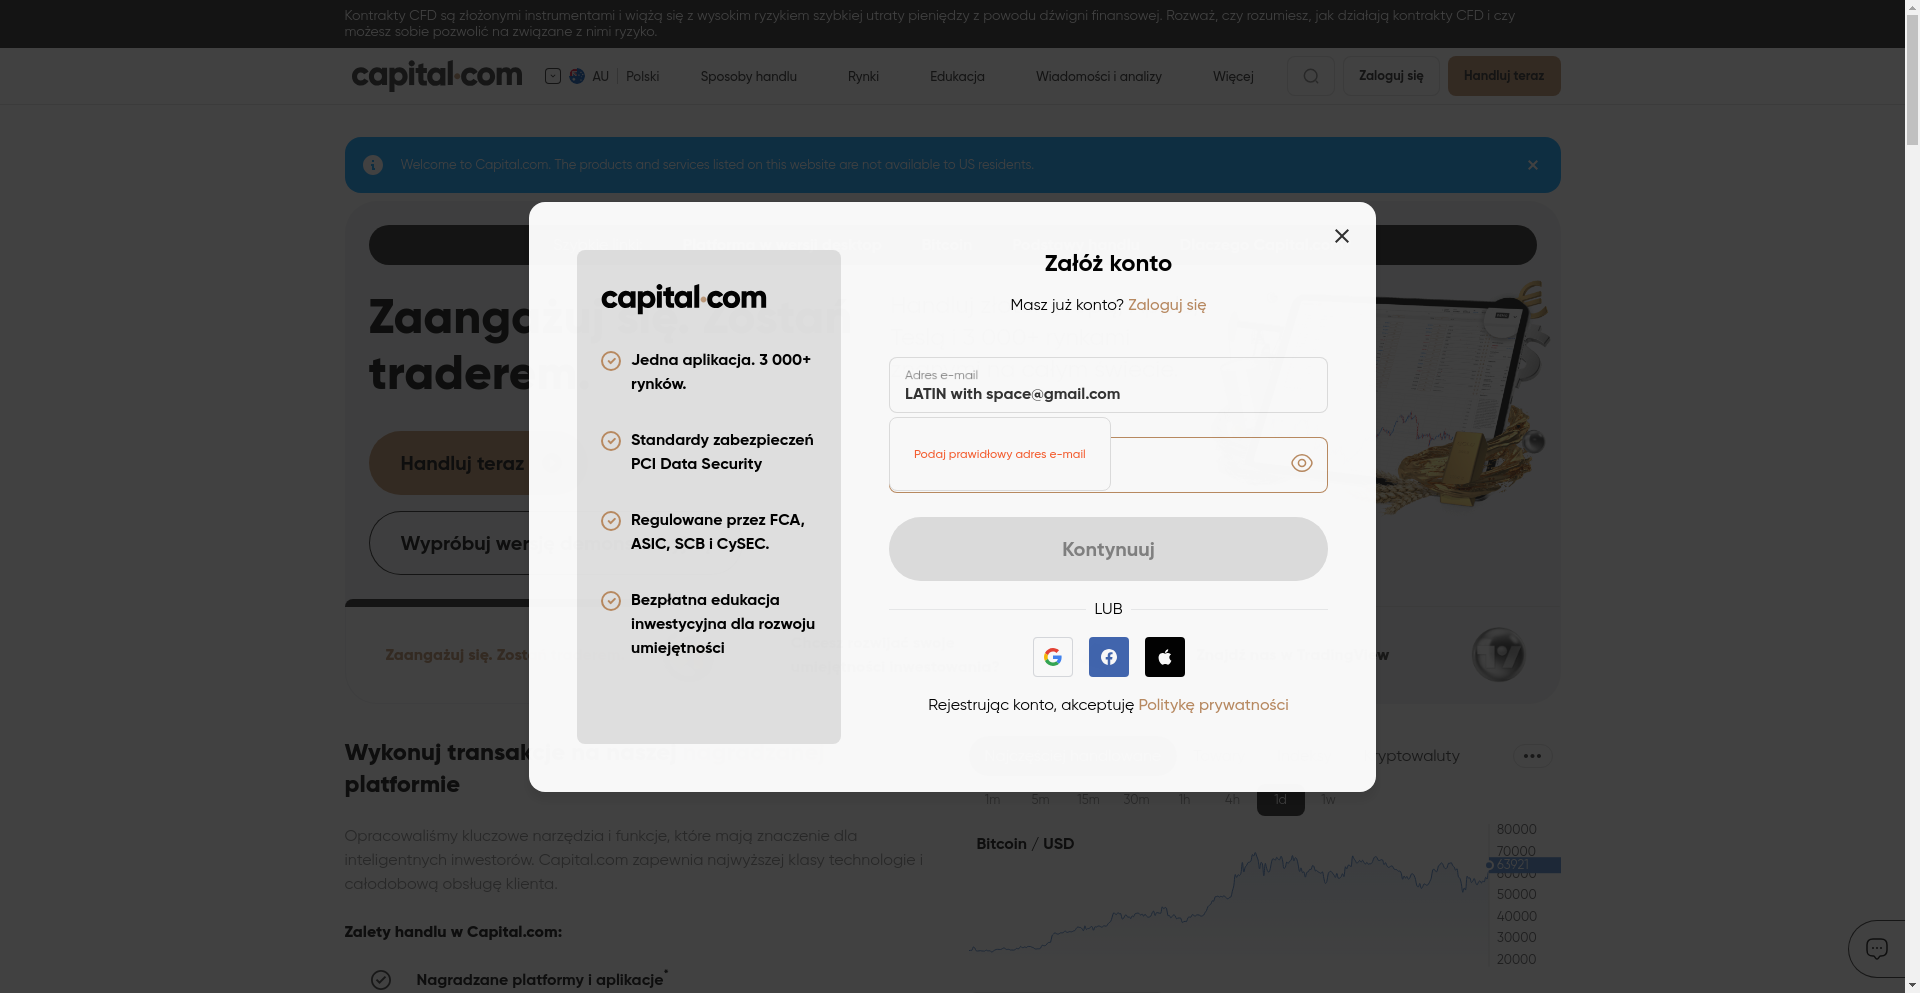 Kontrakty CFD są złożonymi instrumentami i wiążą się z wysokim ryzykiem szybkiej utraty pieniędzy z powodu dźwigni finansowej. Rozważ, czy rozumiesz, jak działają kontrakty CFD i czy
możesz sobie pozwolić na związane z nimi ryzyko.
capital.com
AU
Polski
Sposoby handlu
Rynki
Edukacja
Wiadomości i analizy
Więcej
Zaloguj się
Handluj teraz
Welcome to Capital.com. The products and services listed on this website are not available to US residents.
capital.com
Jedna aplikacja. 3 000+
rynków.
Standardy zabezpieczeń
PCI Data Security
Regulowane przez FCA,
ASIC, SCB i CySEC.
Bezpłatna edukacja
inwestycyjna dla rozwoju
umiejętności
Załóż konto
Masz już konto? Zaloguj się
Adres e-mail
LATIN with space@gmail.com
Podaj prawidłowy adres e-mail
Kontynuuj
LUB
Rejestrując konto, akceptuję Politykę prywatności
Zaangażuj się. Zostań
traderem.
Handluj teraz
Wypróbuj
Zaangażuj się.
Wykonuj transakcje na naszej
platformie
Opracowaliśmy kluczowe narzędzia i funkcje, które mają znaczenie dla
inteligentnych inwestorów. Capital.com zapewnia najwyższej klasy technologie i
całodobową obsługę klienta.
Zalety handlu w Capital.com:
Nagradzane platformy i aplikacje*
1m
5m
15m
30m
1h
4h
1d
1w
Bitcoin / USD
80000
70000
63921
60000
50000
40000
30000
20000